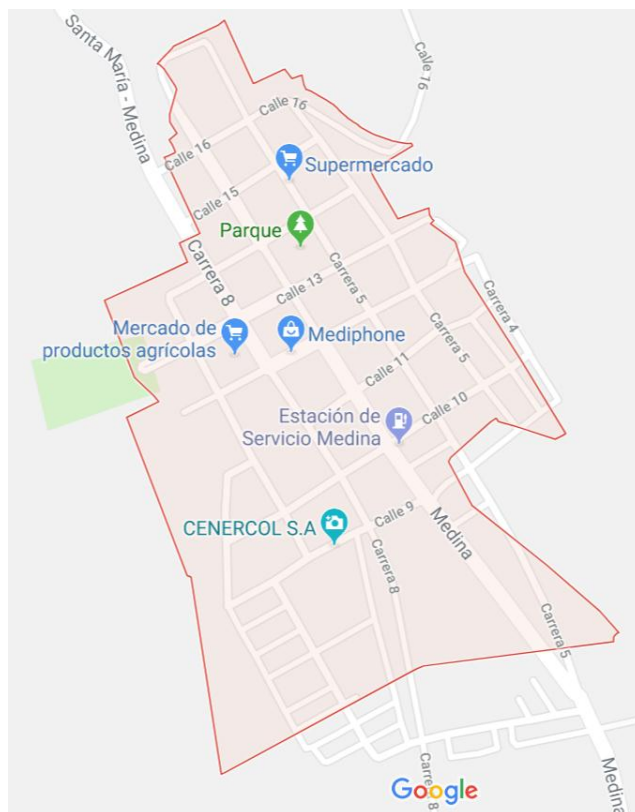 Santa María - Medina
Calle 16
Calle 16
Calle 16
Supermercado
Calle 15
Parque
Carrera 8
Calle 13
Carrera 5
Carrera 4
Mercado de
productos agrícolas
Mediphone
Carrera 5
Calle 11
Calle 10
Estación de
Servicio Medina
CENERCOL S.A
Calle 9
Medina
Carrera 8
Carrera 5
Carrera 8
Google
Medina